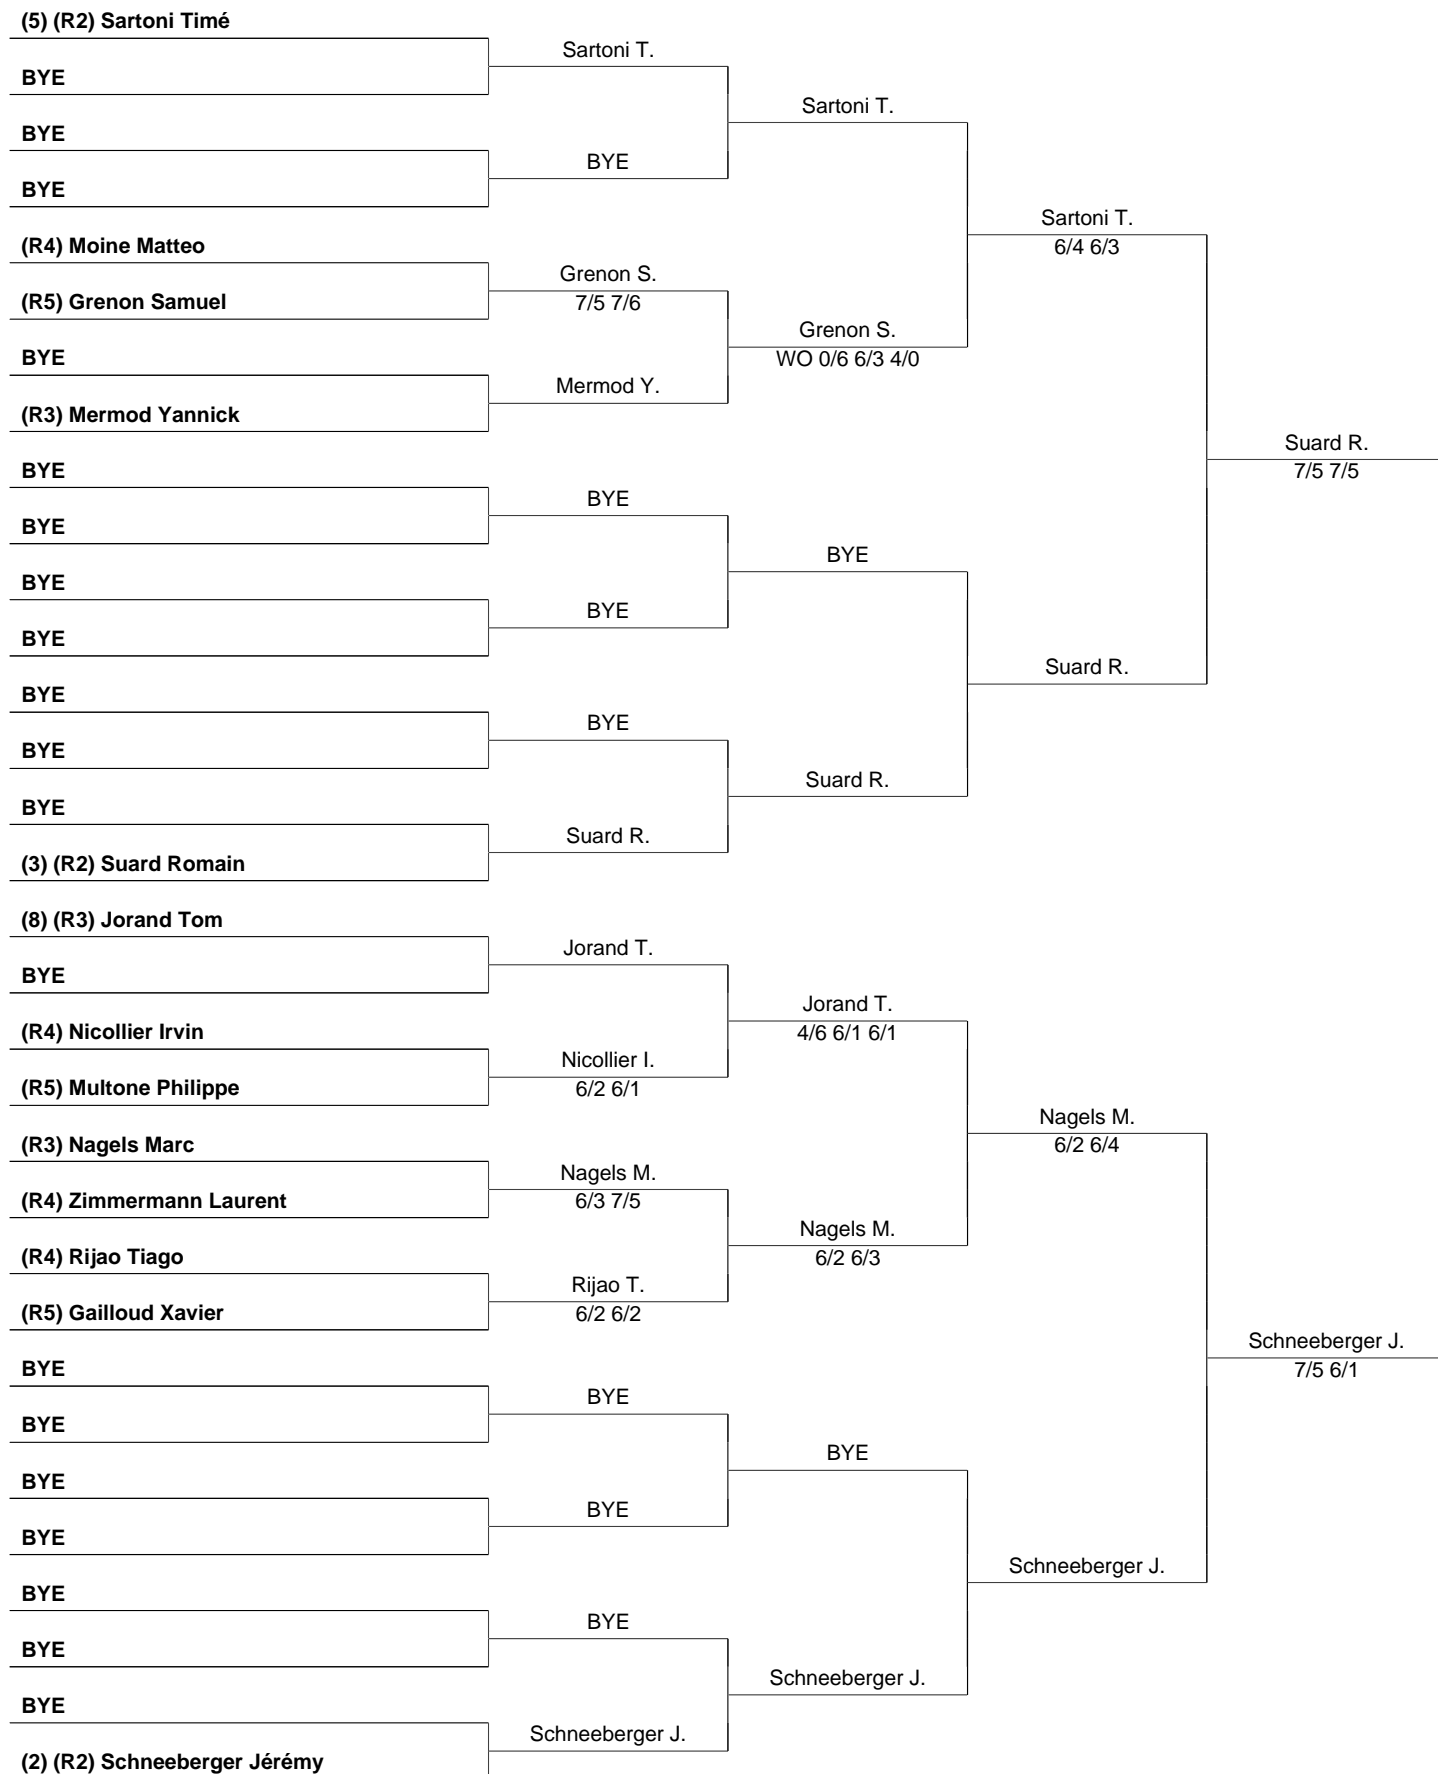 (5) (R2) Sartoni Timé
BYE
BYE
BYE
(R4) Moine Matteo
(R5) Grenon Samuel
BYE
(R3) Mermod Yannick
BYE
BYE
BYE
BYE
BYE
BYE
BYE
(3) (R2) Suard Romain
(8) (R3) Jorand Tom
BYE
(R4) Nicollier Irvin
(R5) Multone Philippe
(R3) Nagels Marc
(R4) Zimmermann Laurent
(R4) Rijao Tiago
(R5) Gailloud Xavier
BYE
BYE
BYE
BYE
BYE
BYE
BYE
(2) (R2) Schneeberger Jérémy
Sartoni T.
BYE
Grenon S.
7/5 7/6
Mermod Y.
BYE
BYE
BYE
Suard R.
Jorand T.
Nicollier I.
6/2 6/1
Nagels M.
6/3 7/5
Rijao T.
6/2 6/2
BYE
BYE
BYE
Schneeberger J.
Sartoni T.
Grenon S.
WO 0/6 6/3 4/0
BYE
Suard R.
Jorand T.
4/6 6/1 6/1
Nagels M.
6/2 6/3
BYE
Schneeberger J.
Sartoni T.
6/4 6/3
Suard R.
Nagels M.
6/2 6/4
Schneeberger J.
Suard R.
7/5 7/5
Schneeberger J.
7/5 6/1